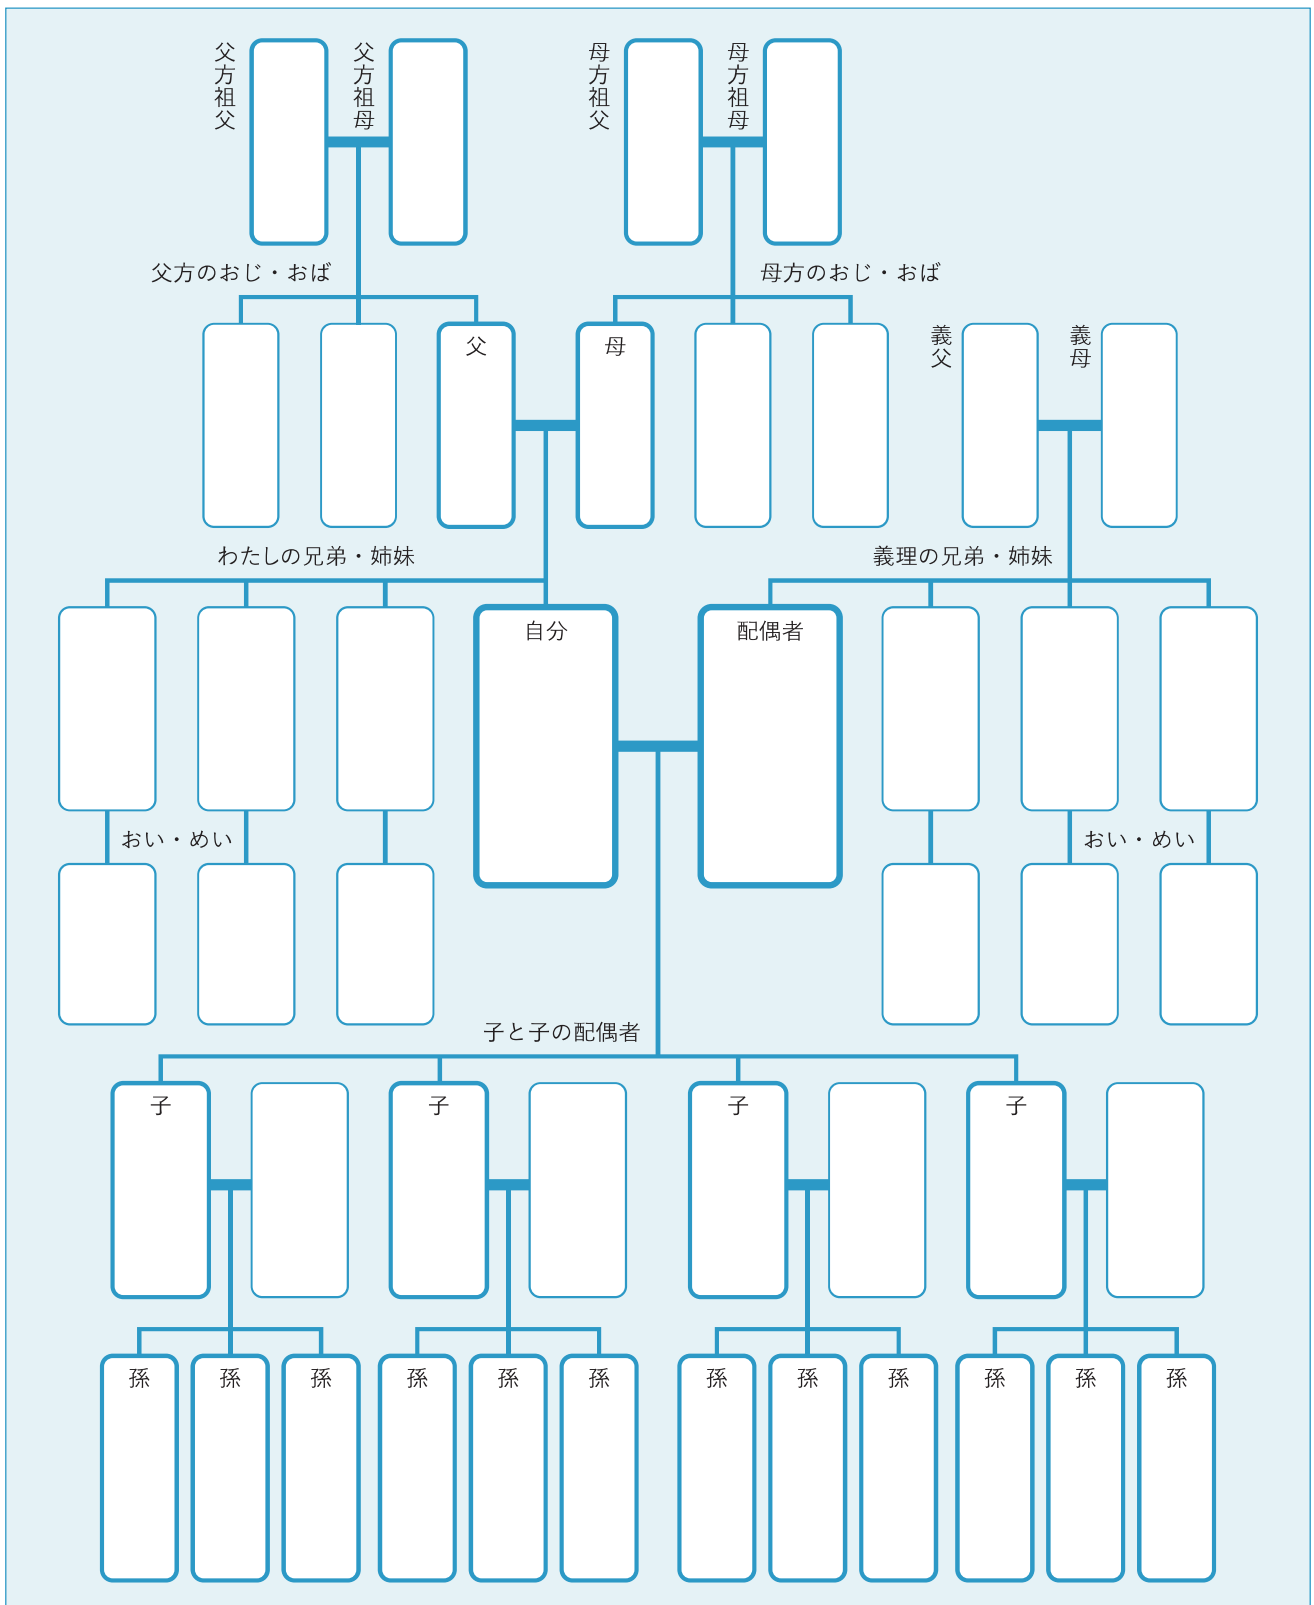 父方祖父
父方祖母
母方祖父
母方祖母
父方のおじ・おば
母方のおじ・おば
父
母
義父
義母
わたしの兄弟・姉妹
義理の兄弟・姉妹
自分
配偶者
おい・めい
おい・めい
子と子の配偶者
子
子
子
子
孫
孫
孫
孫
孫
孫
孫
孫
孫
孫
孫
孫